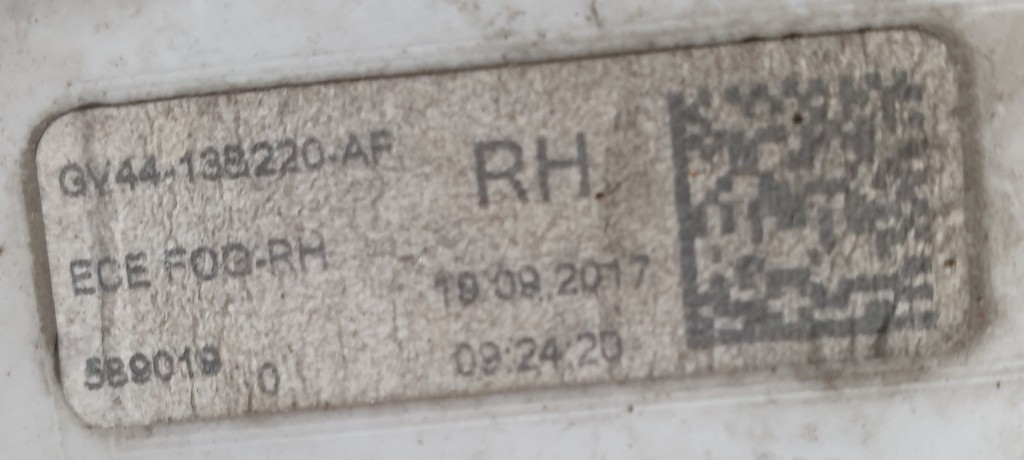 GV44-13B220-AF
RH
ECE FOG-RH
19.09.2017
589019
0
09:24:20